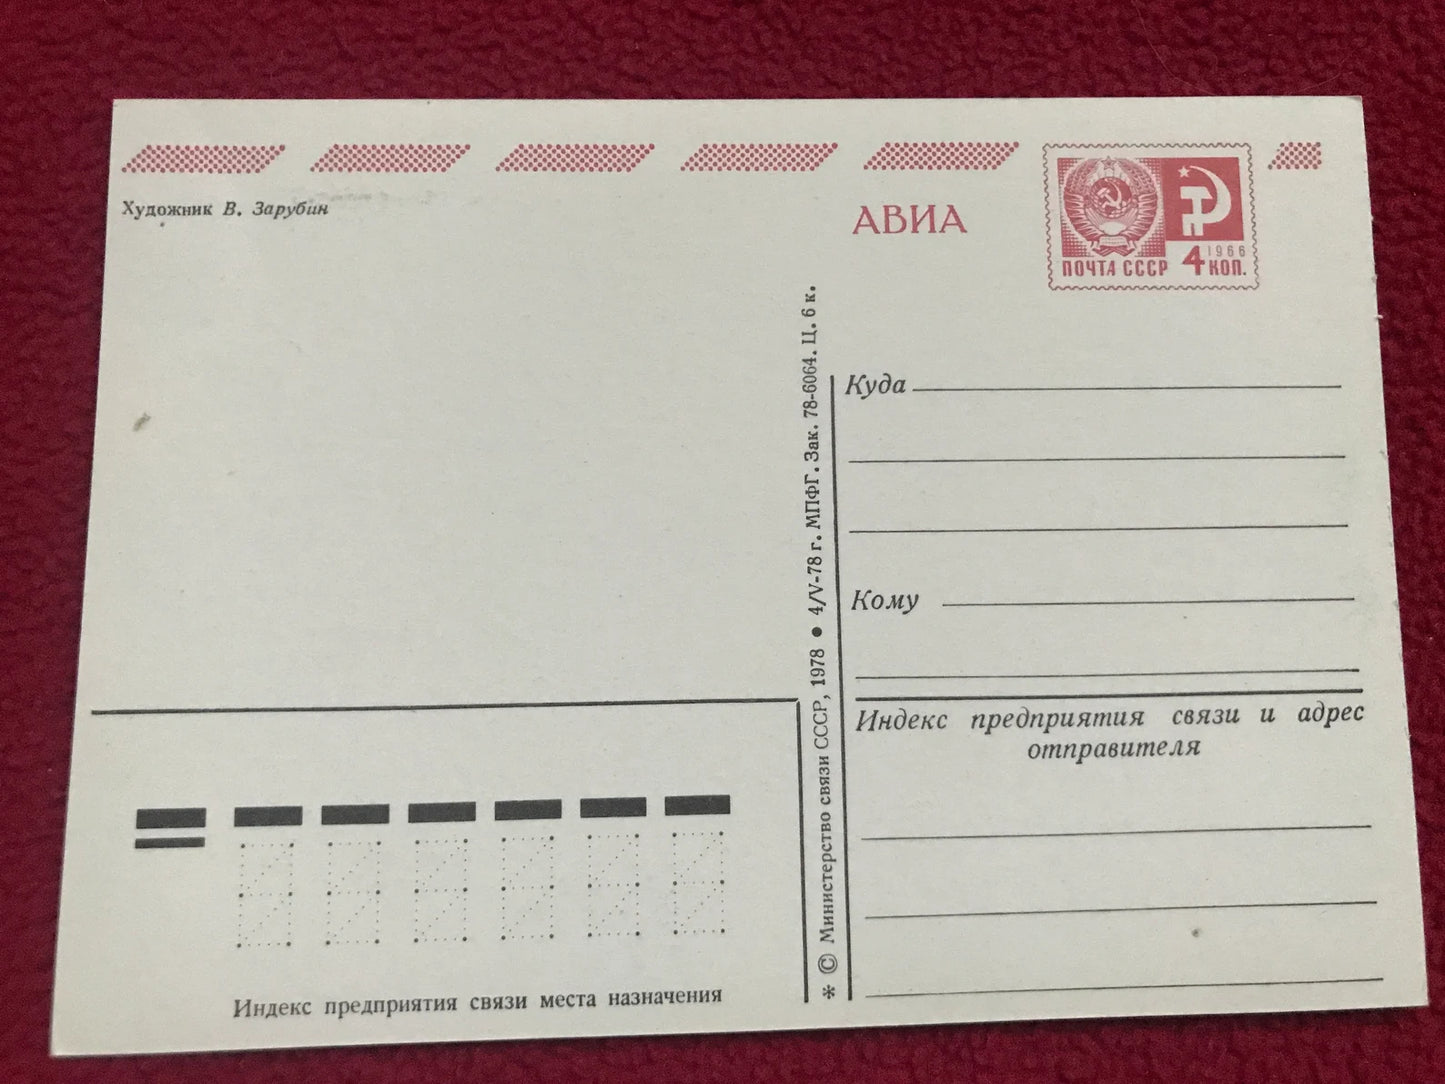 Художник В. Зарубин
АВИА
ПОЧТА СССР 4 КОП.
1966
Куда
Кому
Индекс предприятия связи и адрес
отправителя
* © Министерство связи СССР, 1978 • 4/V-78 г. МПФГ. Зак. 78-6064. Ц. 6 к.
Индекс предприятия связи места назначения